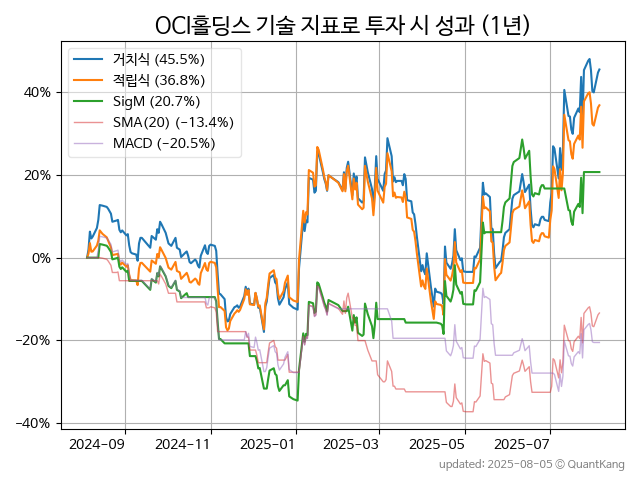 OCI홀딩스 기술 지표로 투자 시 성과 (1년)
거치식 (45.5%)
적립식 (36.8%)
SigM (20.7%)
SMA(20) (−13.4%)
MACD (−20.5%)
40%
20%
0%
−20%
−40%
2024-09 2024-11 2025-01 2025-03 2025-05 2025-07
updated: 2025-08-05 © QuantKang